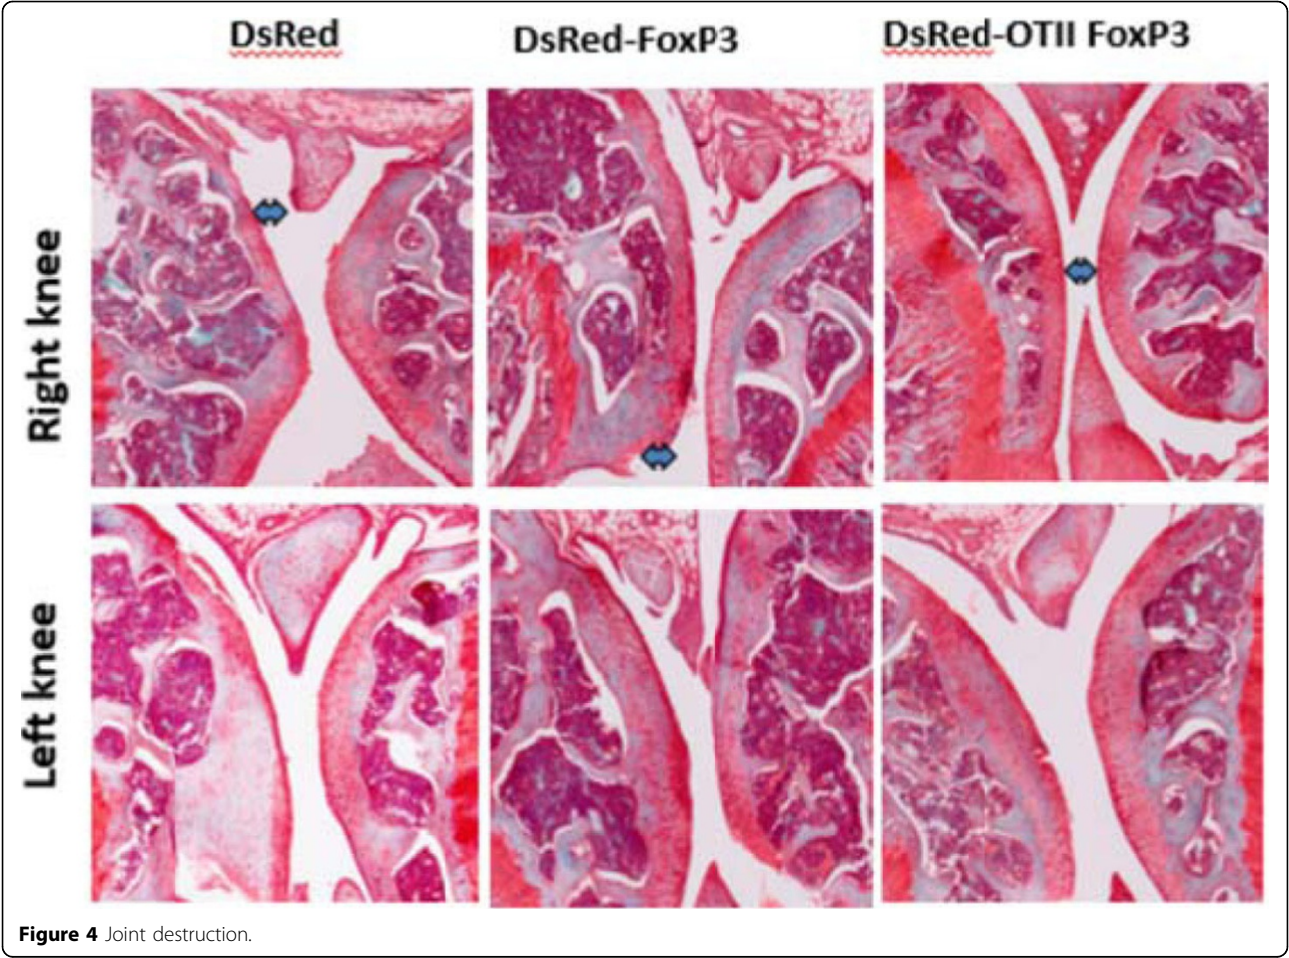 DsRed
DsRed-FoxP3
DsRed-OTII FoxP3
Right knee
Left knee
Figure 4 Joint destruction.